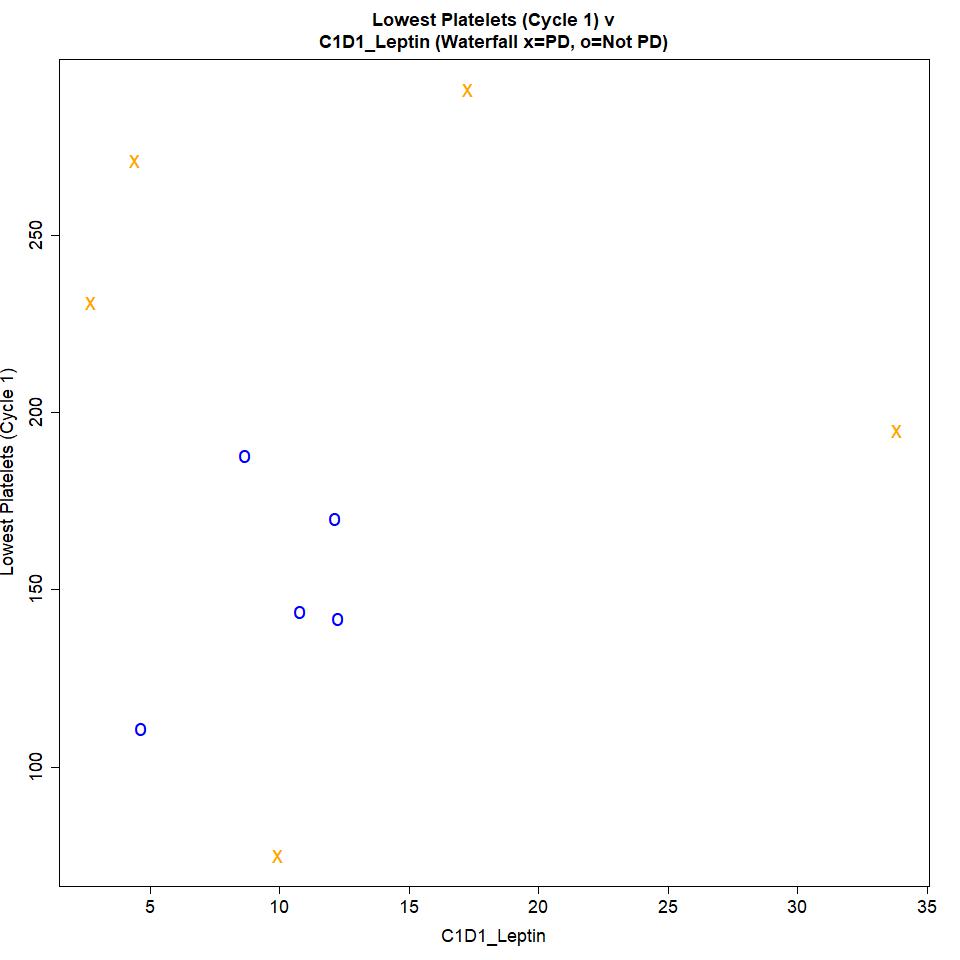 Lowest Platelets (Cycle 1) v
C1D1_Leptin (Waterfall x=PD, o=Not PD)
Lowest Platelets (Cycle 1)
250
200
150
100
X
X
X
X
O
O
O
O
O
X
5
10
15
20
25
30
35
C1D1_Leptin